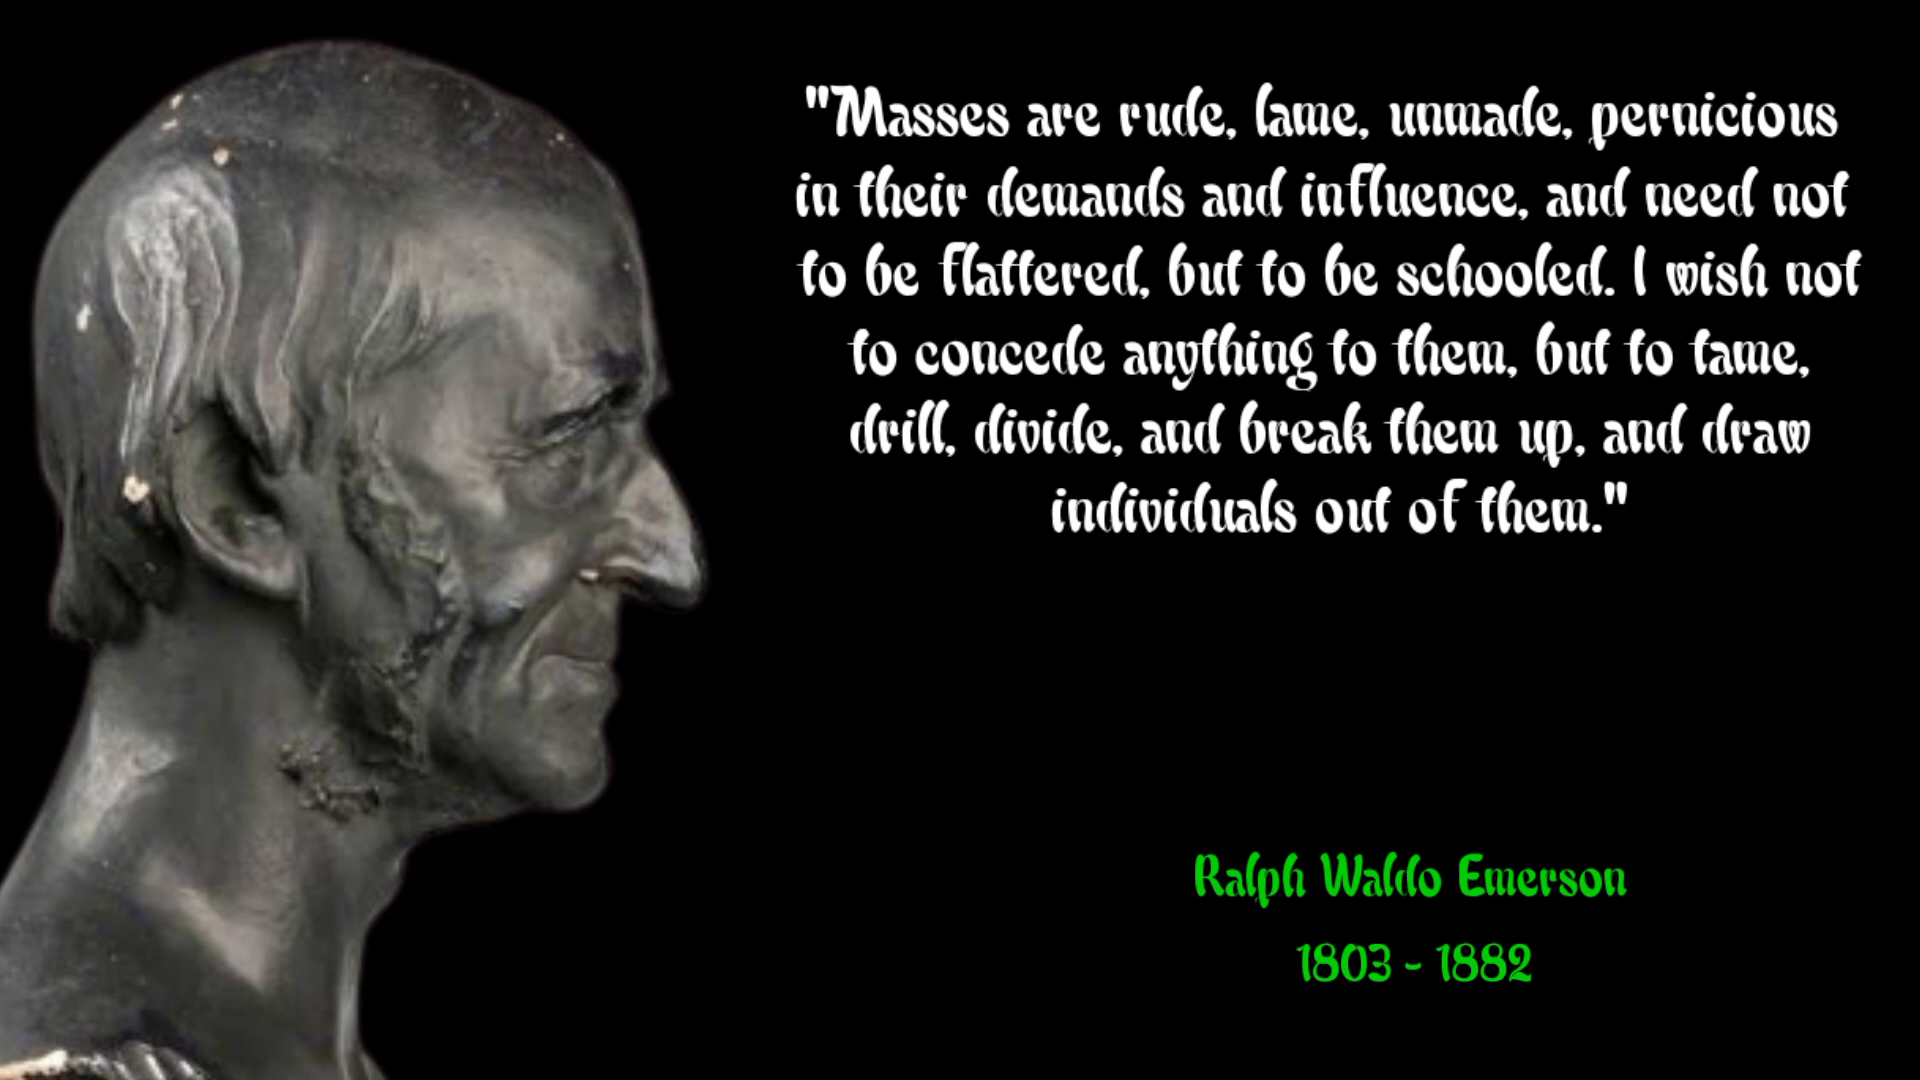 "Masses are rude, lame, unmade, pernicious
in their demands and influence, and need not
to be flattered, but to be schooled. I wish not
to concede anything to them, but to tame,
drill, divide, and break them up, and draw
individuals out of them."
Ralph Waldo Emerson
1803 - 1882